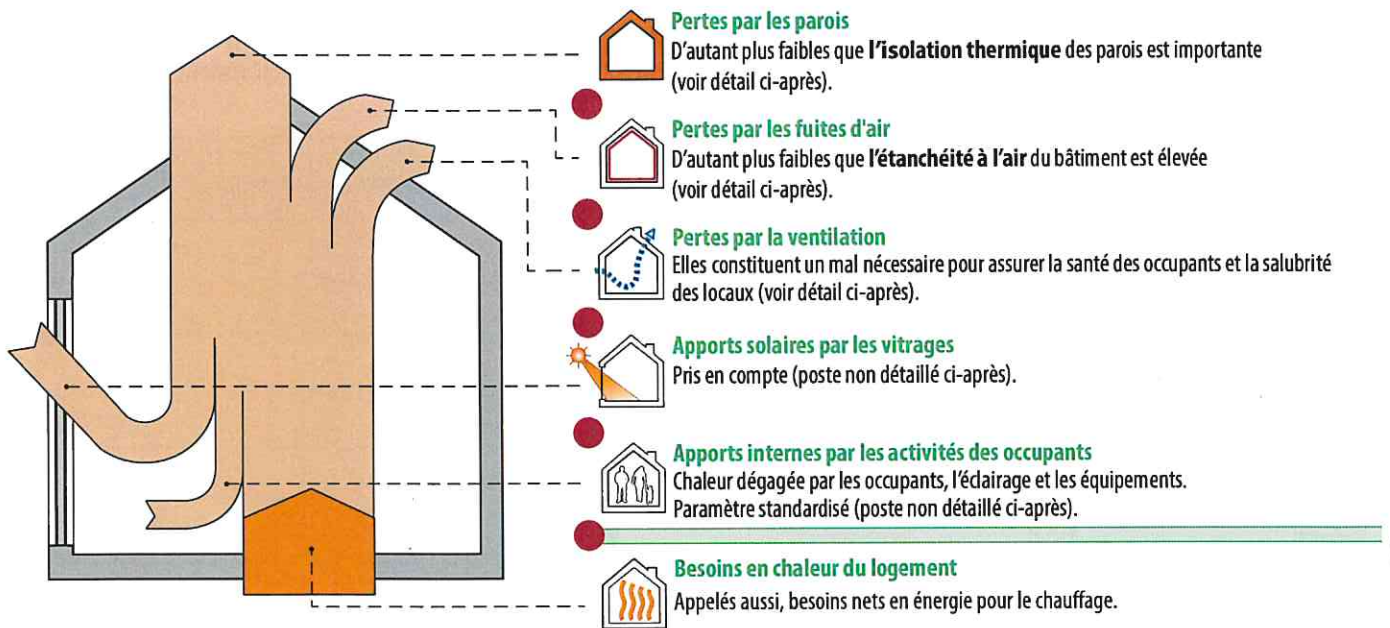 Pertes par les parois
D'autant plus faibles que l'isolation thermique des parois est importante
(voir détail ci-après).
Pertes par les fuites d'air
D'autant plus faibles que l'étanchéité à l'air du bâtiment est élevée
(voir détail ci-après).
Pertes par la ventilation
Elles constituent un mal nécessaire pour assurer la santé des occupants et la salubrité
des locaux (voir détail ci-après).
Apports solaires par les vitrages
Pris en compte (poste non détaillé ci-après).
Apports internes par les activités des occupants
Chaleur dégagée par les occupants, l'éclairage et les équipements.
Paramètre standardisé (poste non détaillé ci-après).
Besoins en chaleur du logement
Appelés aussi, besoins nets en énergie pour le chauffage.